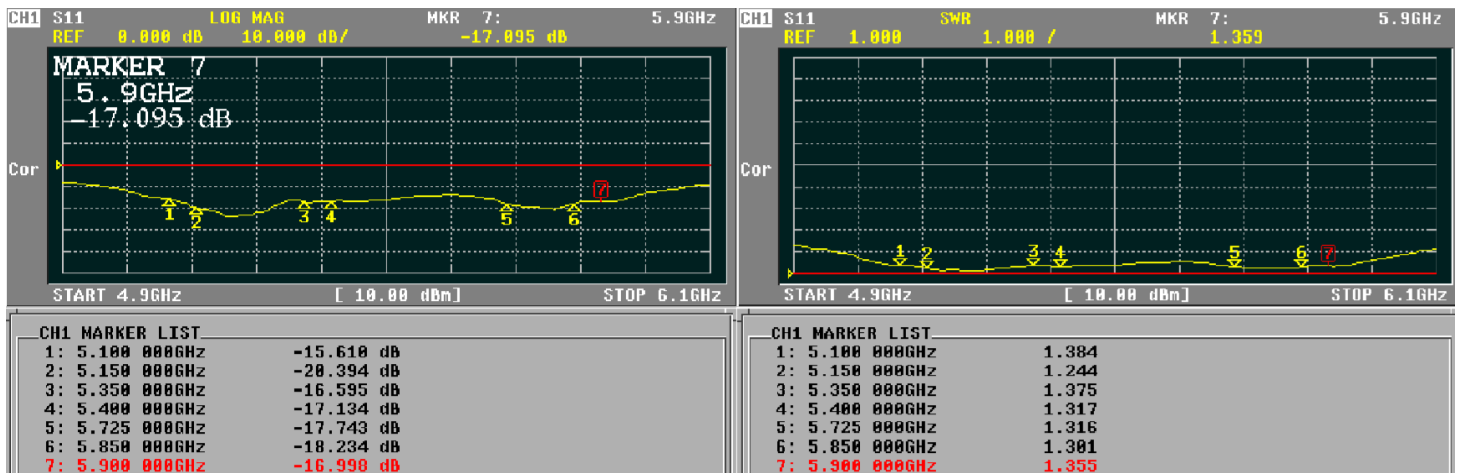 CH1 S11 LOG MAG MKR 7: 5.9GHz
REF 0.000 dB 10.000 dB/ -17.095 dB
MARKER 7
5.9GHz
-17.095 dB
Cor
7
1 2 3 4 5 6
START 4.9GHz [ 10.00 dBm] STOP 6.1GHz
CH1 MARKER LIST
1: 5.100 000GHz -15.610 dB
2: 5.150 000GHz -20.394 dB
3: 5.350 000GHz -16.595 dB
4: 5.400 000GHz -17.134 dB
5: 5.725 000GHz -17.743 dB
6: 5.850 000GHz -18.234 dB
7: 5.900 000GHz -16.998 dB
CH1 S11 SWR MKR 7: 5.9GHz
REF 1.000 1.000 / 1.359
Cor
1 2 3 4 5 6 7
START 4.9GHz [ 10.00 dBm] STOP 6.1GHz
CH1 MARKER LIST
1: 5.100 000GHz 1.384
2: 5.150 000GHz 1.244
3: 5.350 000GHz 1.375
4: 5.400 000GHz 1.317
5: 5.725 000GHz 1.316
6: 5.850 000GHz 1.301
7: 5.900 000GHz 1.355